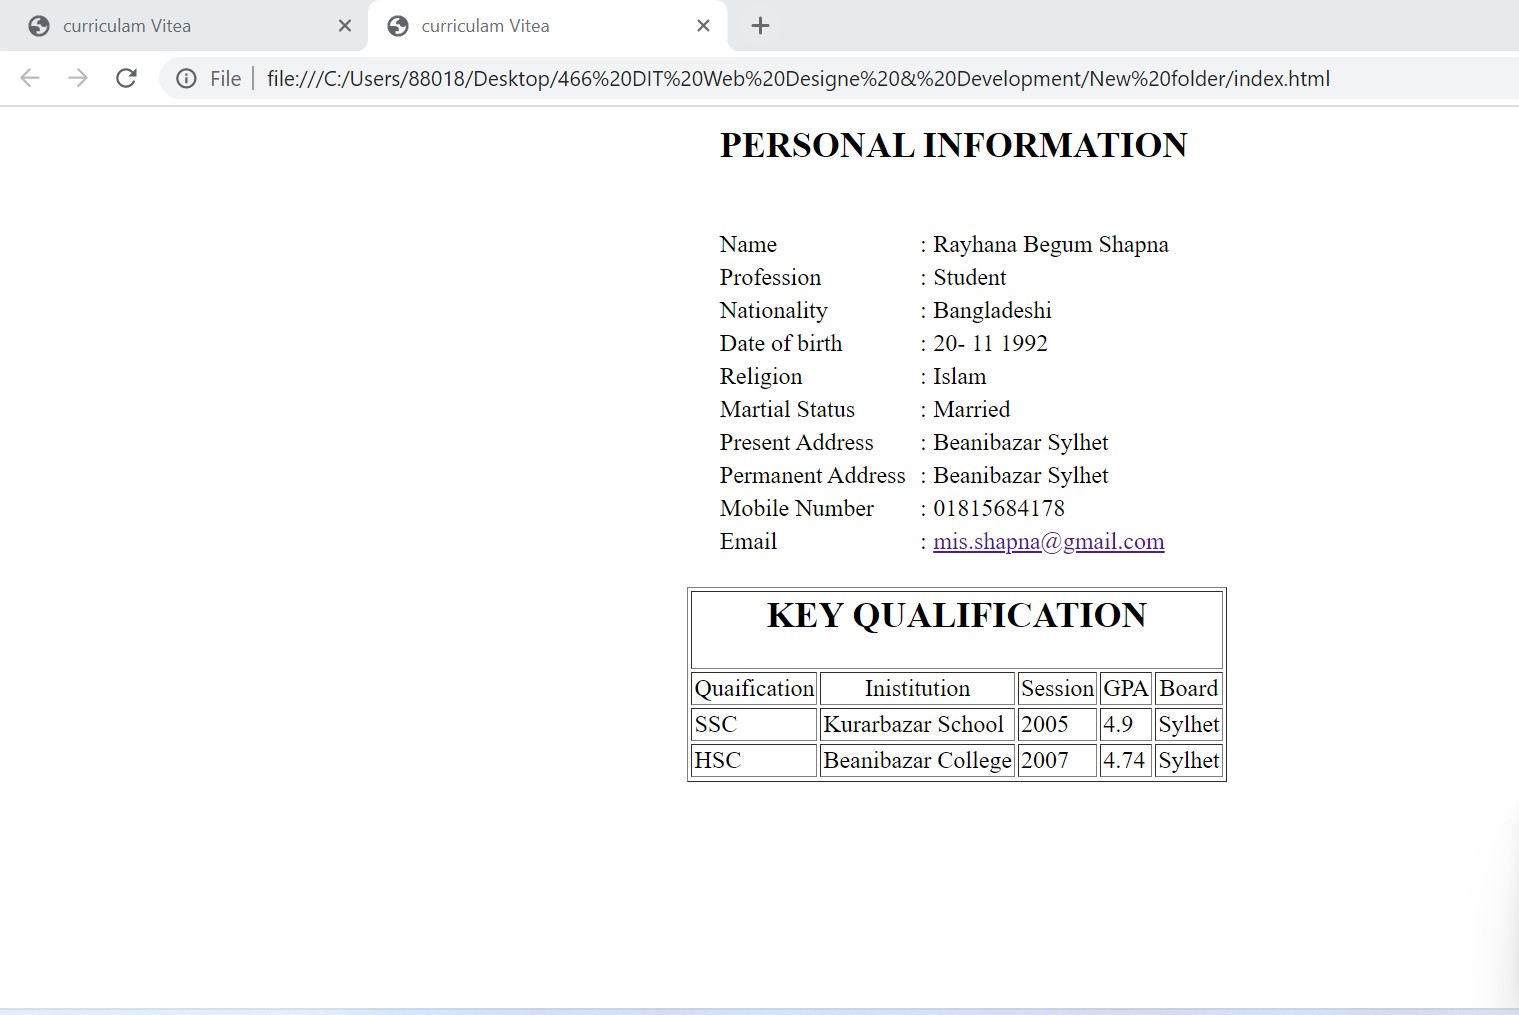 curriculam Vitea
curriculam Vitea
File file:///C:/Users/88018/Desktop/466%20DIT%20Web%20Designe%20&%20Development/New%20folder/index.html
PERSONAL INFORMATION
Name : Rayhana Begum Shapna
Profession : Student
Nationality : Bangladeshi
Date of birth : 20- 11 1992
Religion : Islam
Martial Status : Married
Present Address : Beanibazar Sylhet
Permanent Address : Beanibazar Sylhet
Mobile Number : 01815684178
Email : mis.shapna@gmail.com
KEY QUALIFICATION
Quaification Inistitution Session GPA Board
SSC Kurarbazar School 2005 4.9 Sylhet
HSC Beanibazar College 2007 4.74 Sylhet